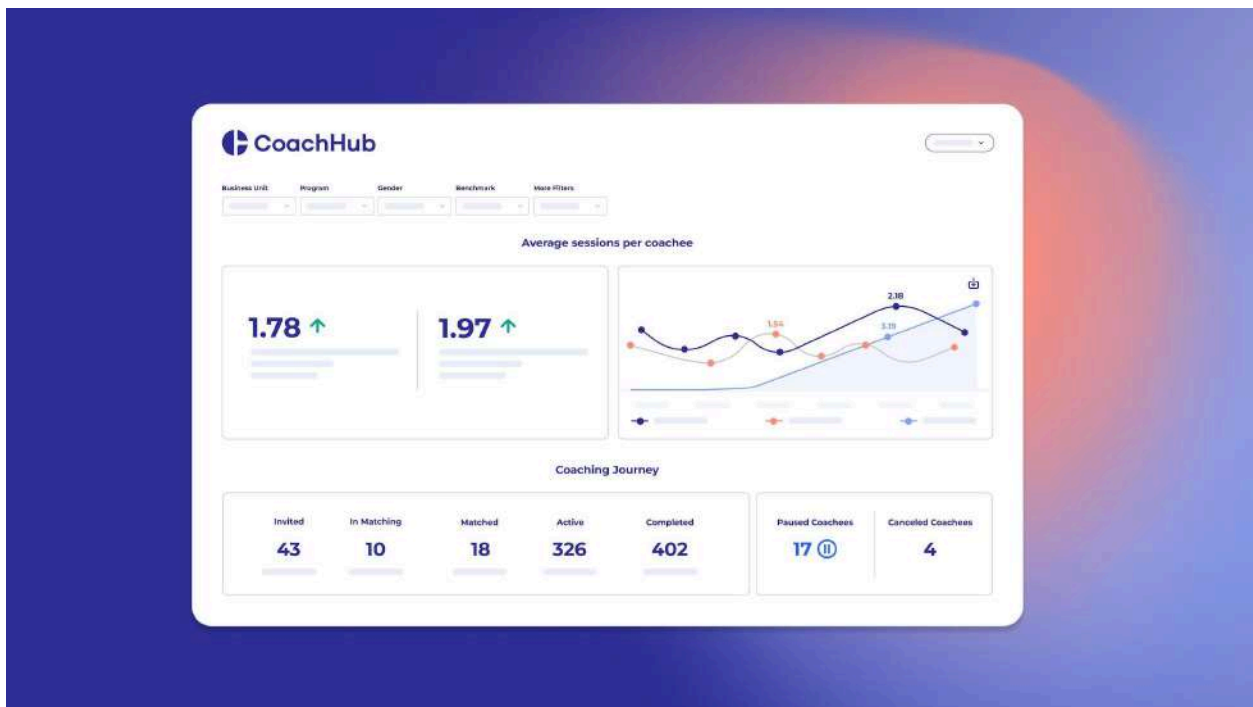 CoachHub
Business Unit Program Gender Benchmark More Filters
Average sessions per coachee
1.78 1.97
2.18
1.54
3.15
Coaching Journey
Invited In Matching Matched Active Completed Paused Coachees Canceled Coachees
43 10 18 326 402 17 4